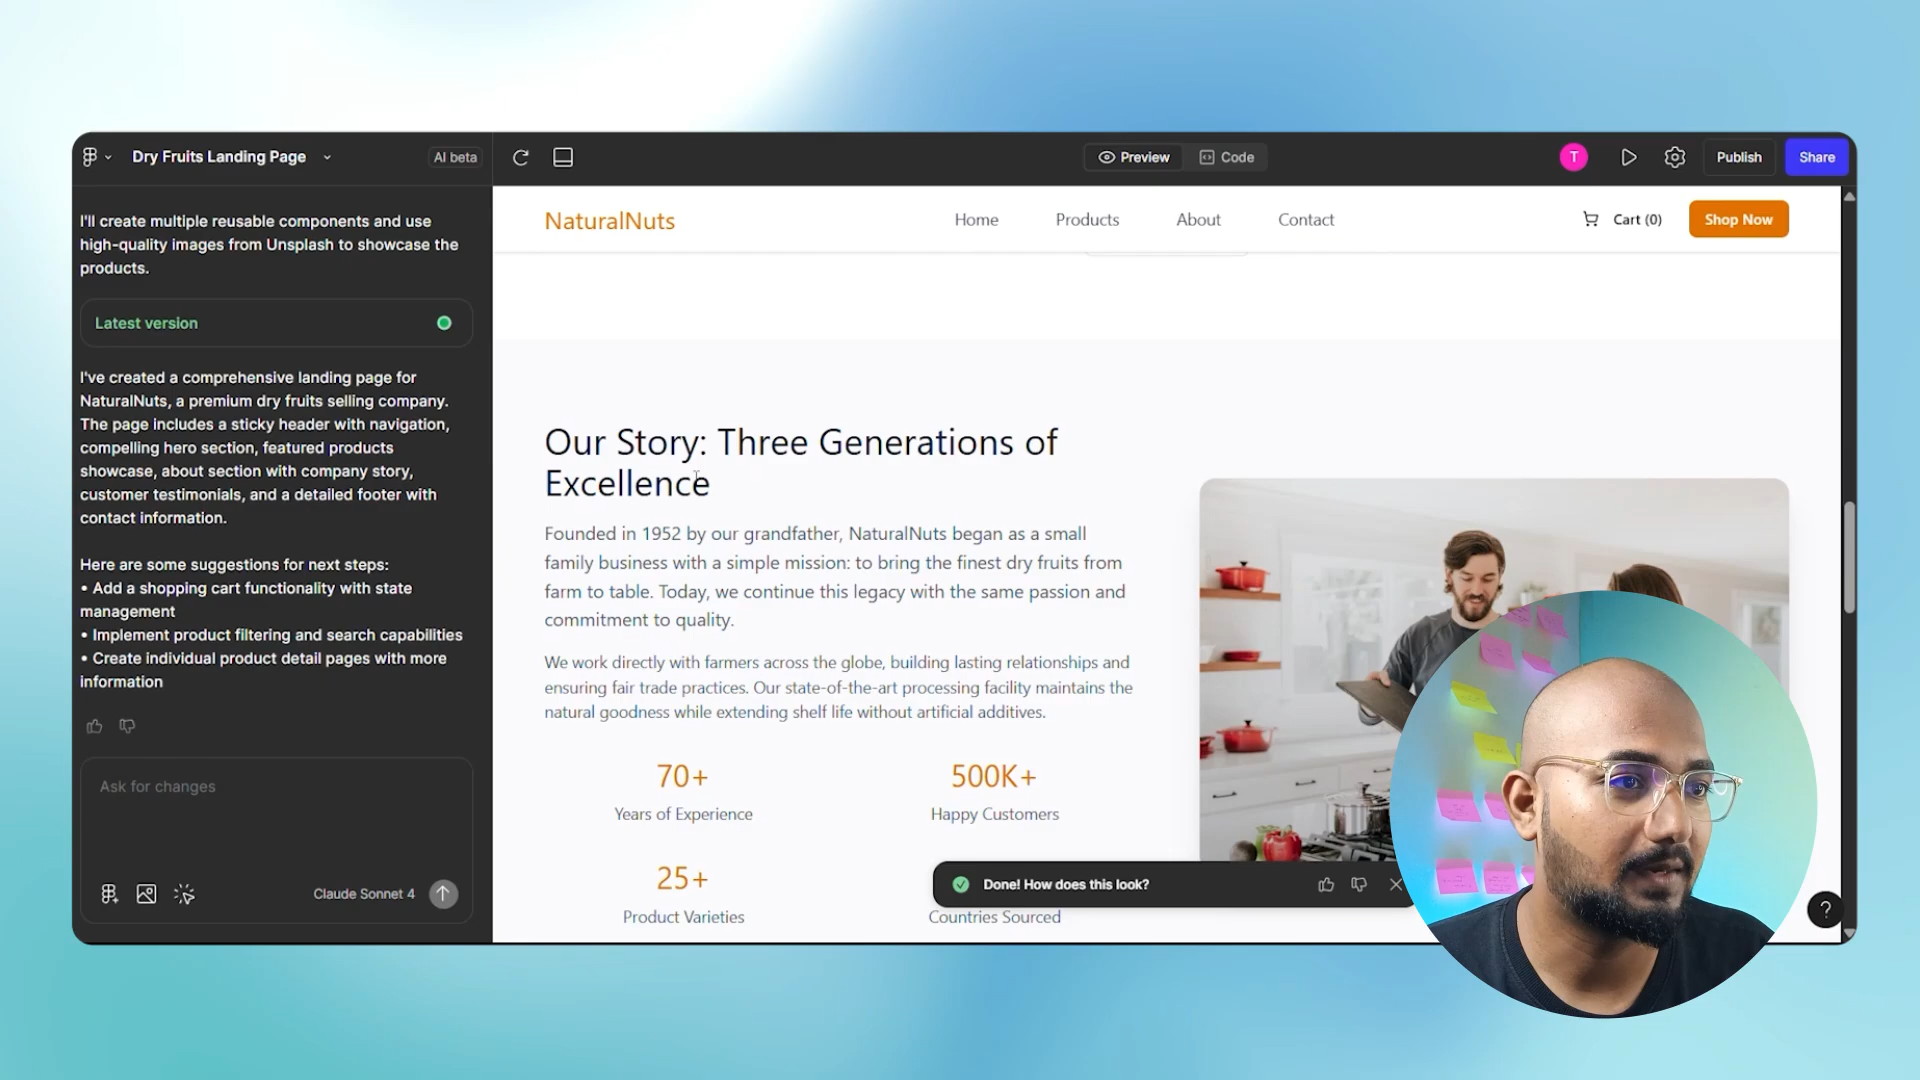 Dry Fruits Landing Page
AI beta
Preview
Code
T
Publish
Share
I'll create multiple reusable components and use
high-quality images from Unsplash to showcase the
products.
Latest version
I've created a comprehensive landing page for
NaturalNuts, a premium dry fruits selling company.
The page includes a sticky header with navigation,
compelling hero section, featured products
showcase, about section with company story,
customer testimonials, and a detailed footer with
contact information.
Here are some suggestions for next steps:
• Add a shopping cart functionality with state
management
• Implement product filtering and search capabilities
• Create individual product detail pages with more
information
Ask for changes
Claude Sonnet 4
NaturalNuts
Home
Products
About
Contact
Cart (0)
Shop Now
Our Story: Three Generations of
Excellence
Founded in 1952 by our grandfather, NaturalNuts began as a small
family business with a simple mission: to bring the finest dry fruits from
farm to table. Today, we continue this legacy with the same passion and
commitment to quality.
We work directly with farmers across the globe, building lasting relationships and
ensuring fair trade practices. Our state-of-the-art processing facility maintains the
natural goodness while extending shelf life without artificial additives.
70+
Years of Experience
500K+
Happy Customers
25+
Product Varieties
Countries Sourced
Done! How does this look?
?